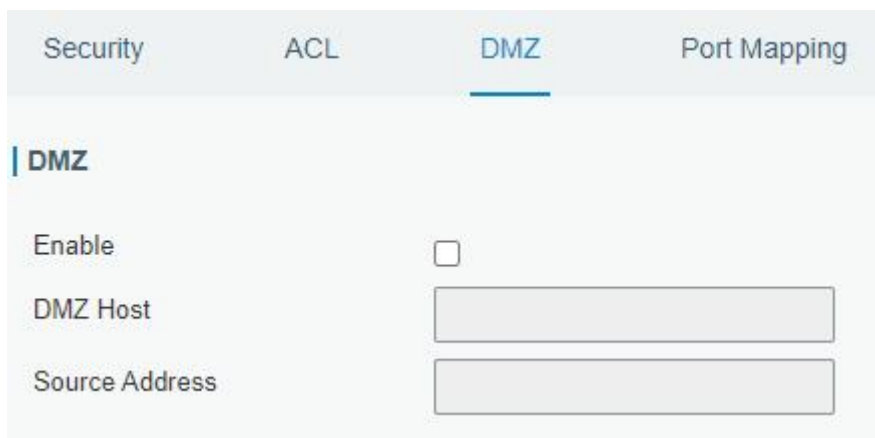 Security ACL DMZ Port Mapping
DMZ
Enable
DMZ Host
Source Address